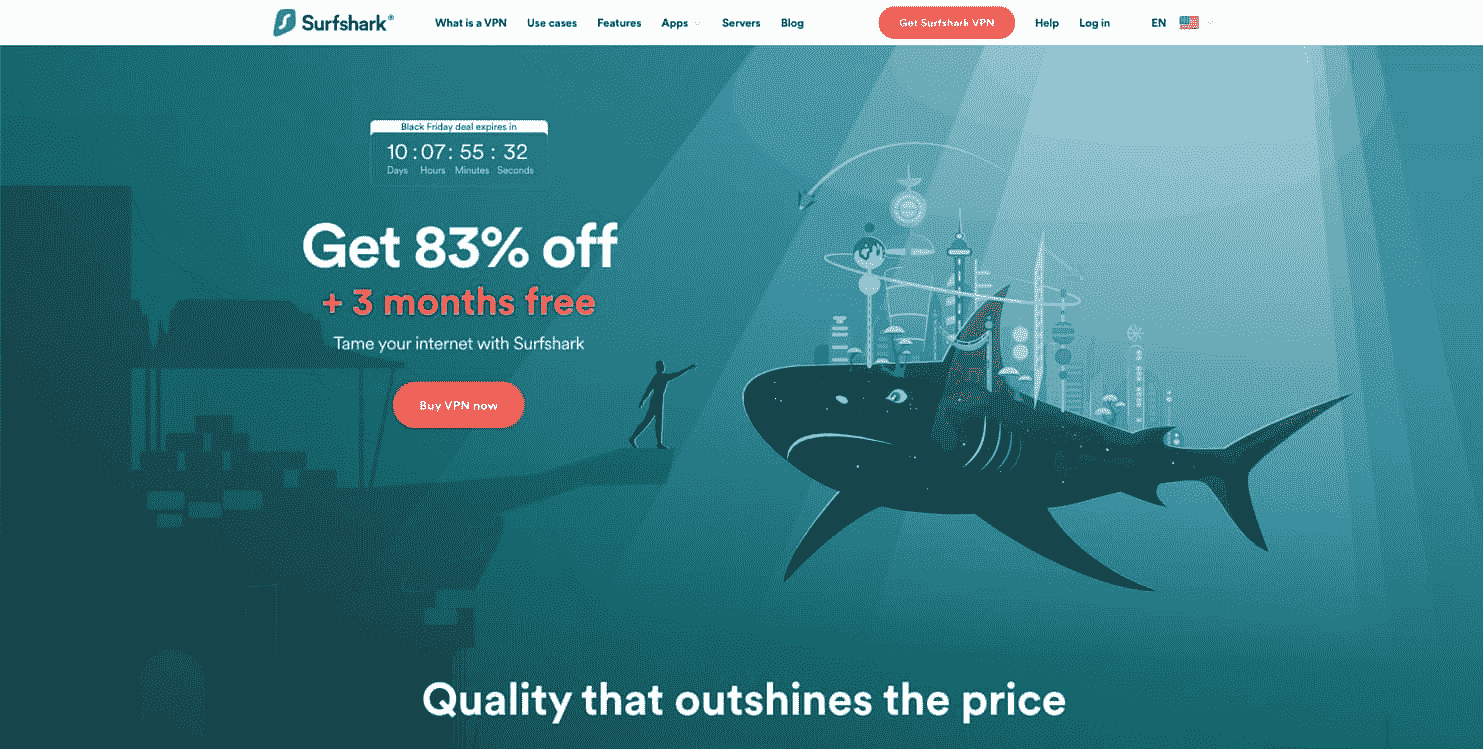 Surfshark®
What is a VPN
Use cases
Features
Apps
Servers
Blog
Get Surfshark VPN
Help
Log in
EN
Black Friday deal expires in
10 : 07 : 55 : 32
Days Hours Minutes Seconds
Get 83% off
+ 3 months free
Tame your internet with Surfshark
Buy VPN now
Quality that outshines the price